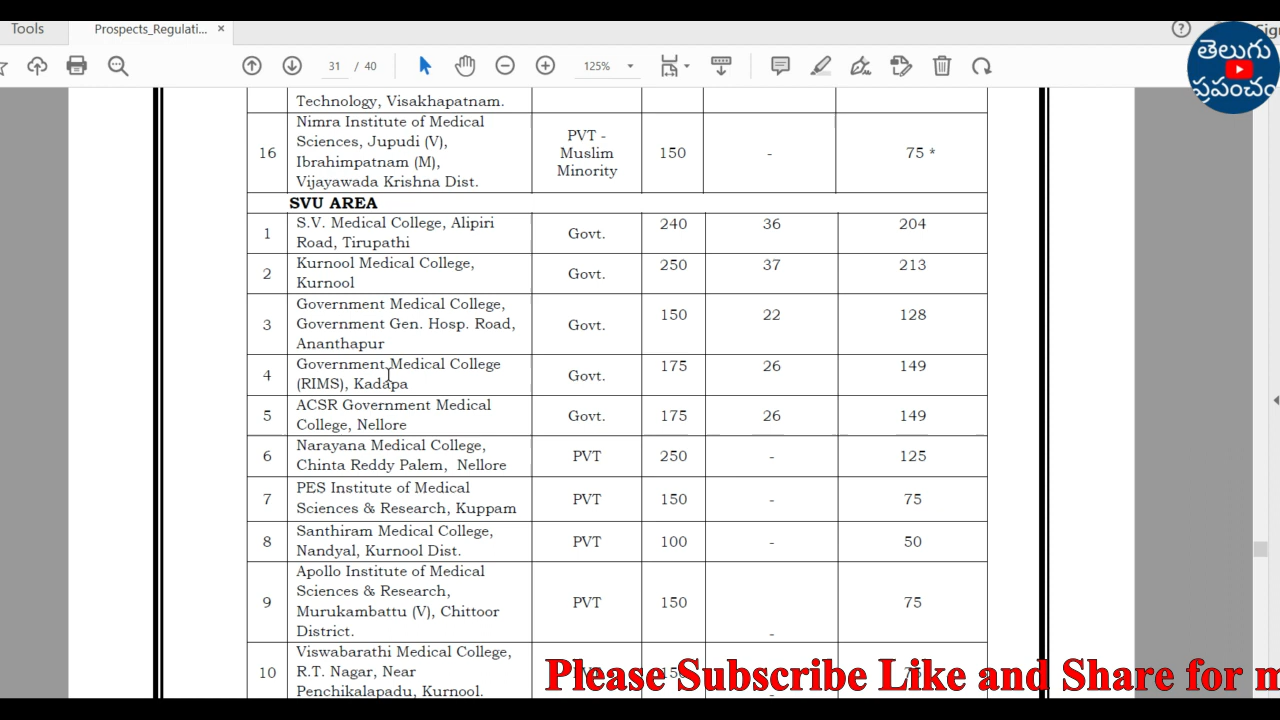 Tools
Prospects_Regulati... ×
31 / 40
125%
తెలుగు
ప్రపంచం
Technology, Visakhapatnam.
16 Nimra Institute of Medical Sciences, Jupudi (V), Ibrahimpatnam (M), Vijayawada Krishna Dist. PVT - Muslim Minority 150 - 75 *
SVU AREA
1 S.V. Medical College, Alipiri Road, Tirupathi Govt. 240 36 204
2 Kurnool Medical College, Kurnool Govt. 250 37 213
3 Government Medical College, Government Gen. Hosp. Road, Ananthapur Govt. 150 22 128
4 Government Medical College (RIMS), Kadapa Govt. 175 26 149
5 ACSR Government Medical College, Nellore Govt. 175 26 149
6 Narayana Medical College, Chinta Reddy Palem, Nellore PVT 250 - 125
7 PES Institute of Medical Sciences & Research, Kuppam PVT 150 - 75
8 Santhiram Medical College, Nandyal, Kurnool Dist. PVT 100 - 50
9 Apollo Institute of Medical Sciences & Research, Murukambattu (V), Chittoor District. PVT 150 - 75
10 Viswabarathi Medical College, R.T. Nagar, Near Penchikalapadu, Kurnool.
Please Subscribe Like and Share for m